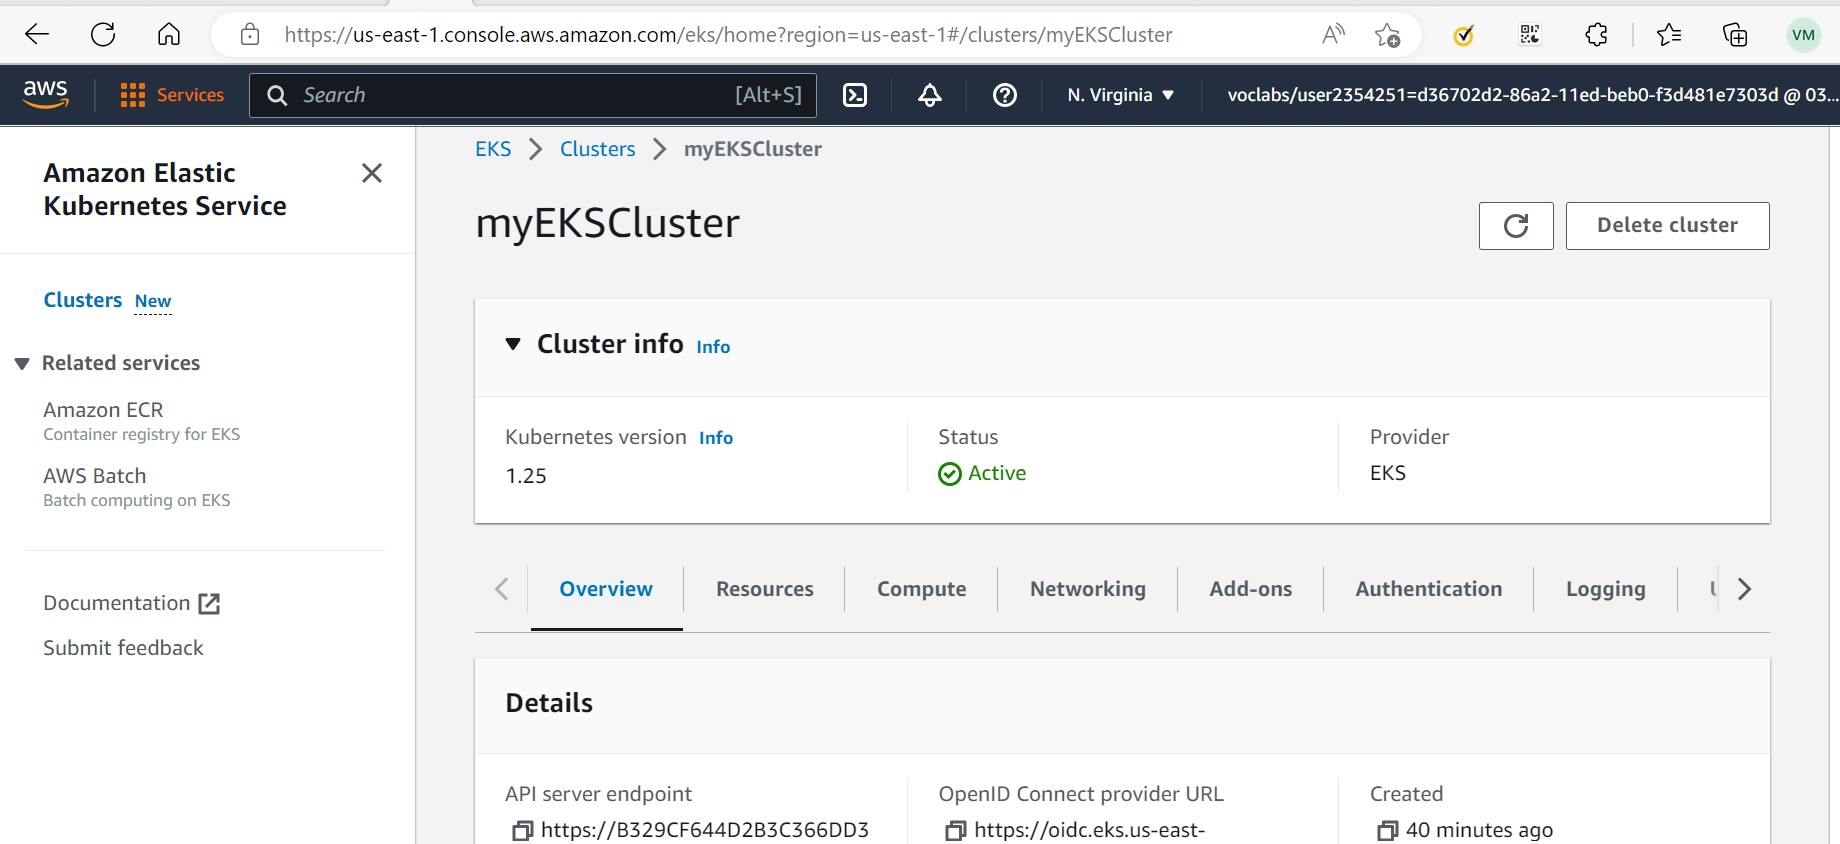 https://us-east-1.console.aws.amazon.com/eks/home?region=us-east-1#/clusters/myEKSCluster
VM
aws
Services
Search
[Alt+S]
N. Virginia
voclabs/user2354251=d36702d2-86a2-11ed-beb0-f3d481e7303d @ 03...
Amazon Elastic
Kubernetes Service
Clusters New
Related services
Amazon ECR
Container registry for EKS
AWS Batch
Batch computing on EKS
Documentation
Submit feedback
EKS > Clusters > myEKSCluster
myEKSCluster
Delete cluster
Cluster info Info
Kubernetes version Info
1.25
Status
Active
Provider
EKS
Overview
Resources
Compute
Networking
Add-ons
Authentication
Logging
Details
API server endpoint
https://B329CF644D2B3C366DD3
OpenID Connect provider URL
https://oidc.eks.us-east-
Created
40 minutes ago